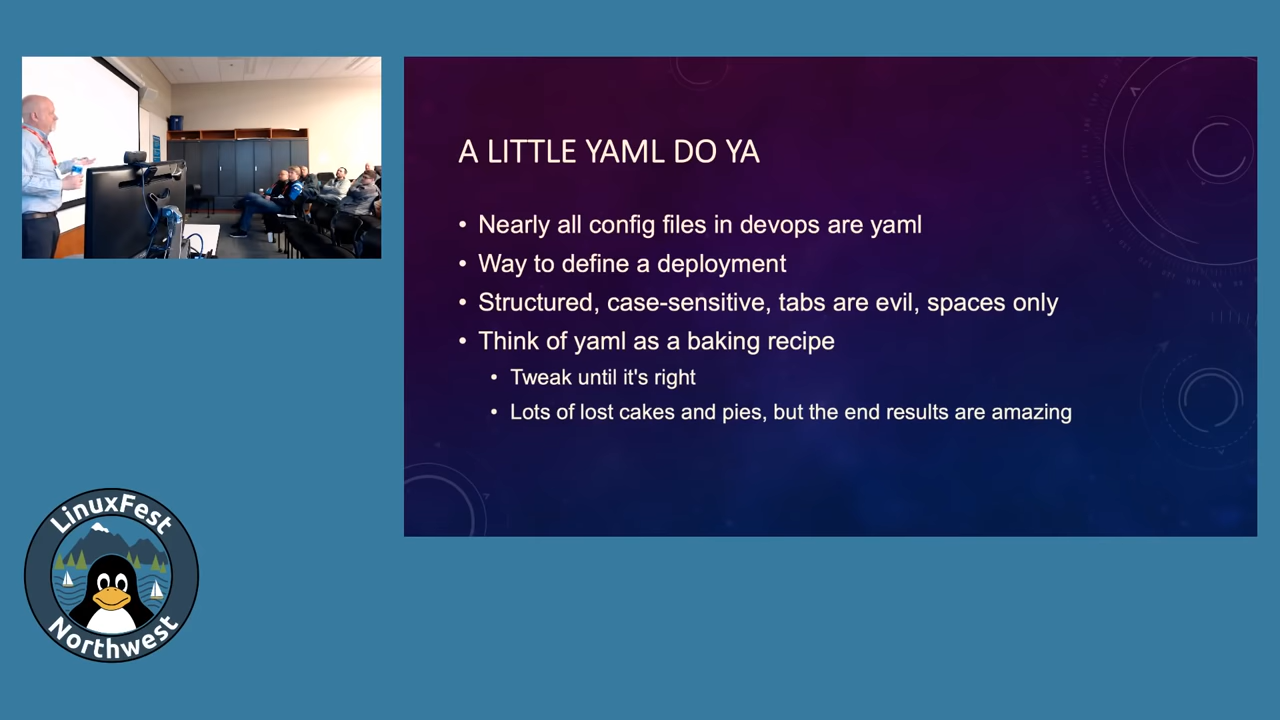 A LITTLE YAML DO YA
• Nearly all config files in devops are yaml
• Way to define a deployment
• Structured, case-sensitive, tabs are evil, spaces only
• Think of yaml as a baking recipe
• Tweak until it's right
• Lots of lost cakes and pies, but the end results are amazing
LinuxFest
Northwest